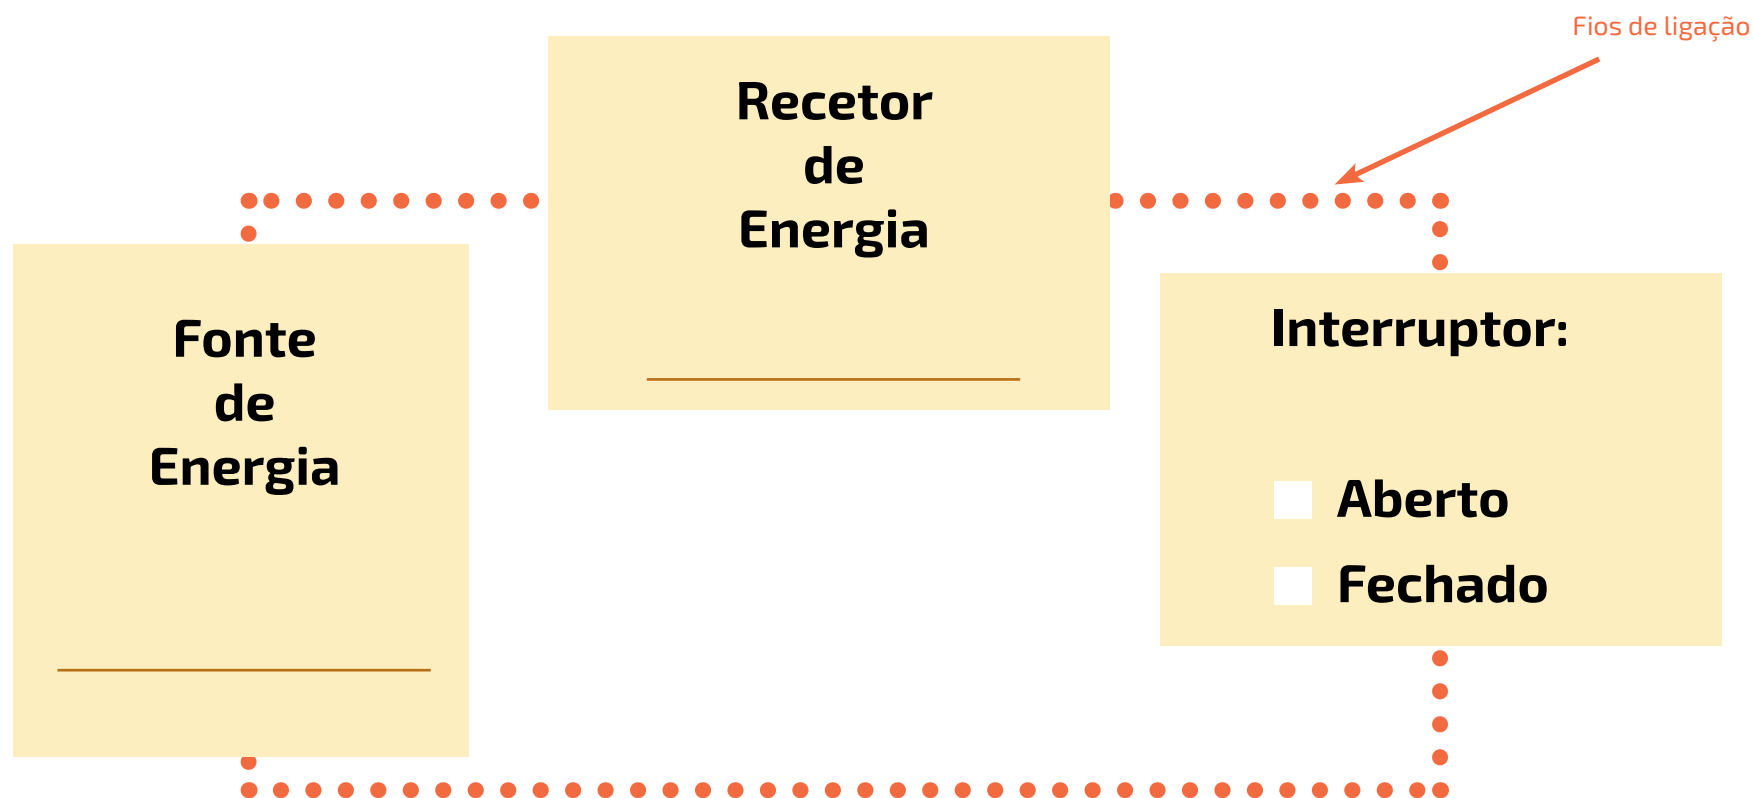 Fios de ligação
Recetor
de
Energia
Fonte
de
Energia
Interruptor:
Aberto
Fechado